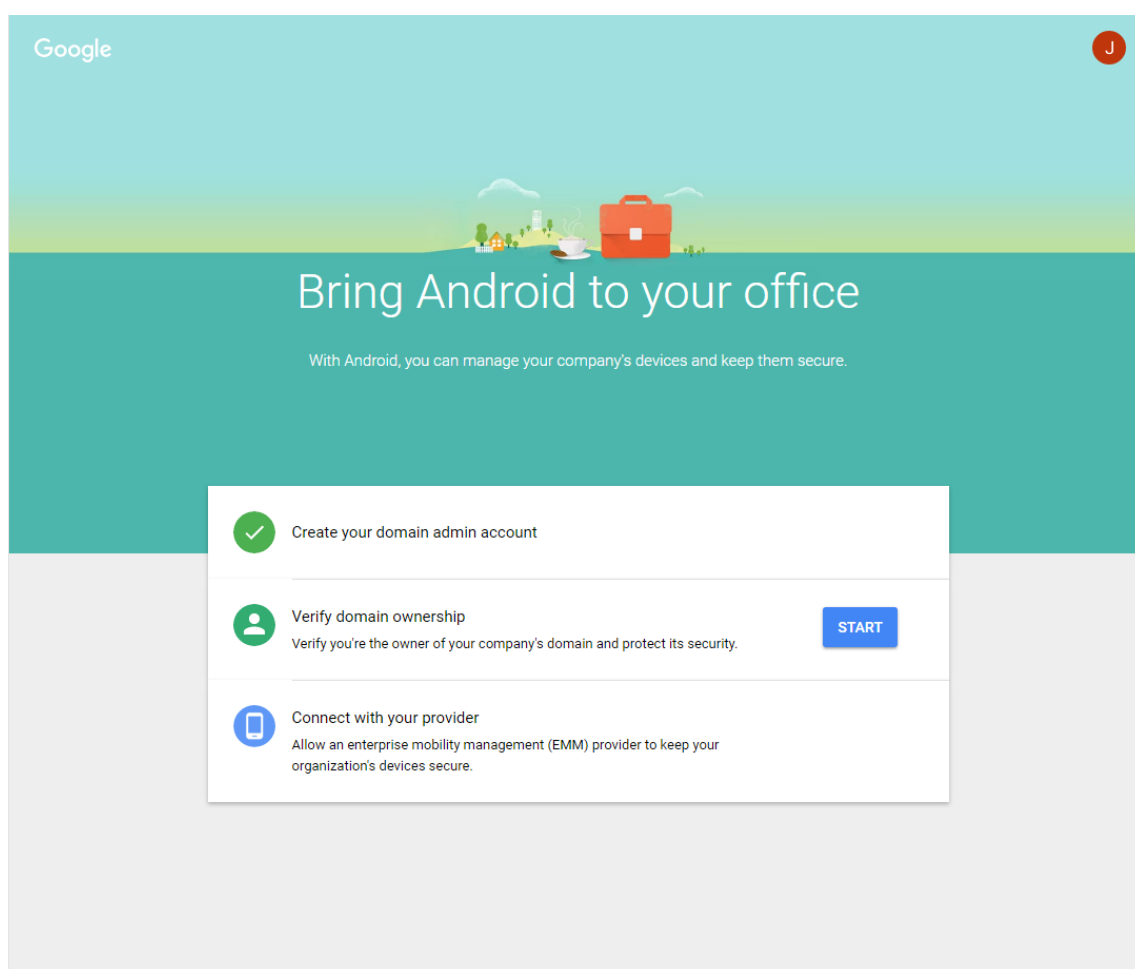 Google
J
Bring Android to your office
With Android, you can manage your company's devices and keep them secure.
Create your domain admin account
Verify domain ownership
Verify you're the owner of your company's domain and protect its security.
START
Connect with your provider
Allow an enterprise mobility management (EMM) provider to keep your
organization's devices secure.